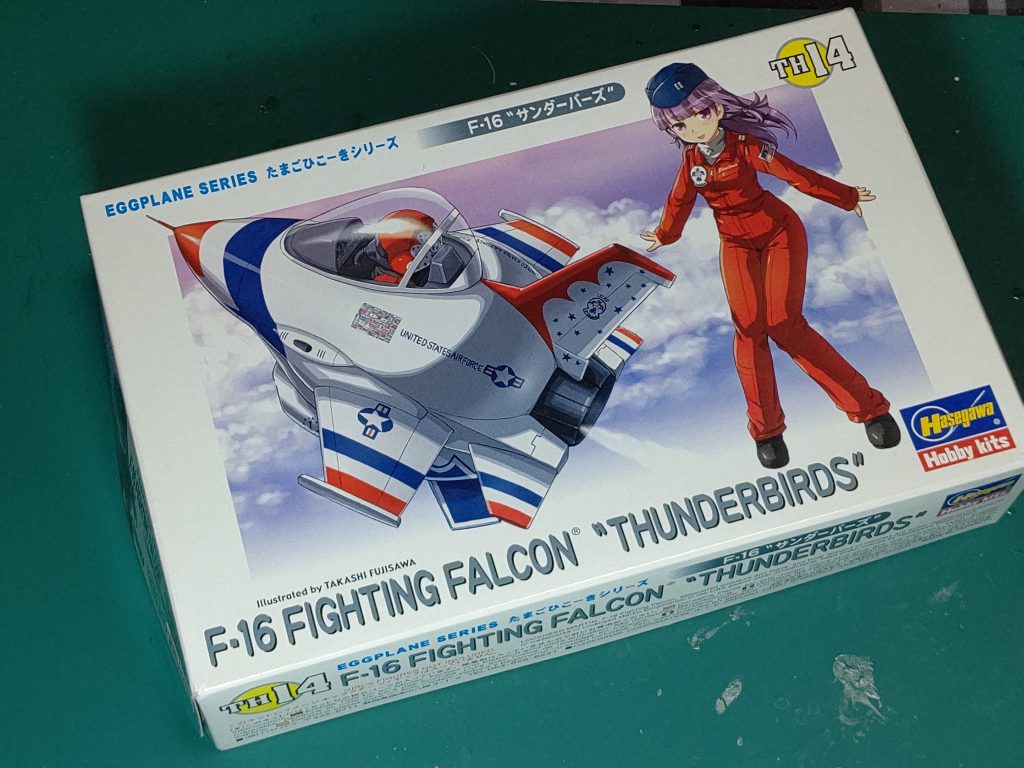 TH14
F-16 “サンダーバーズ”
EGGPLANE SERIES たまごひこーきシリーズ
UNITED STATES AIR FORCE
Hasegawa®
Hobby kits
Illustrated by TAKASHI FUJISAWA
F-16 FIGHTING FALCON® “THUNDERBIRDS”
EGGPLANE SERIES たまごひこーきシリーズ
F-16 “サンダーバーズ”
TH14
F-16 FIGHTING FALCON “THUNDERBIRDS”
Hasegawa
Hobby kits